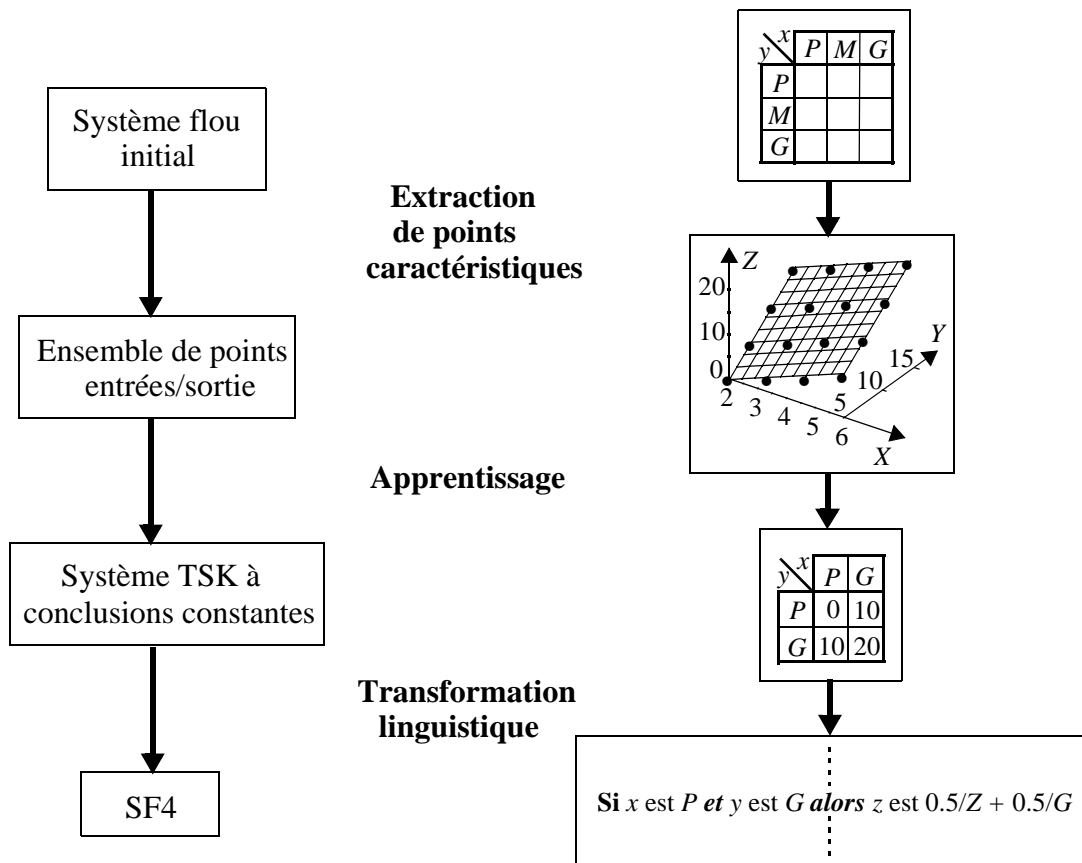 Système flou
initial
Extraction
de points
caractéristiques
Ensemble de points
entrées/sortie
Apprentissage
Système TSK à
conclusions constantes
Transformation
linguistique
SF4
x
y
P M G
P
M
G
Z
20
10
0
2
3
4
5
6
X
5
10
15
Y
x
y
P G
P 0 10
G 10 20
Si x est P et y est G alors z est 0.5/Z + 0.5/G